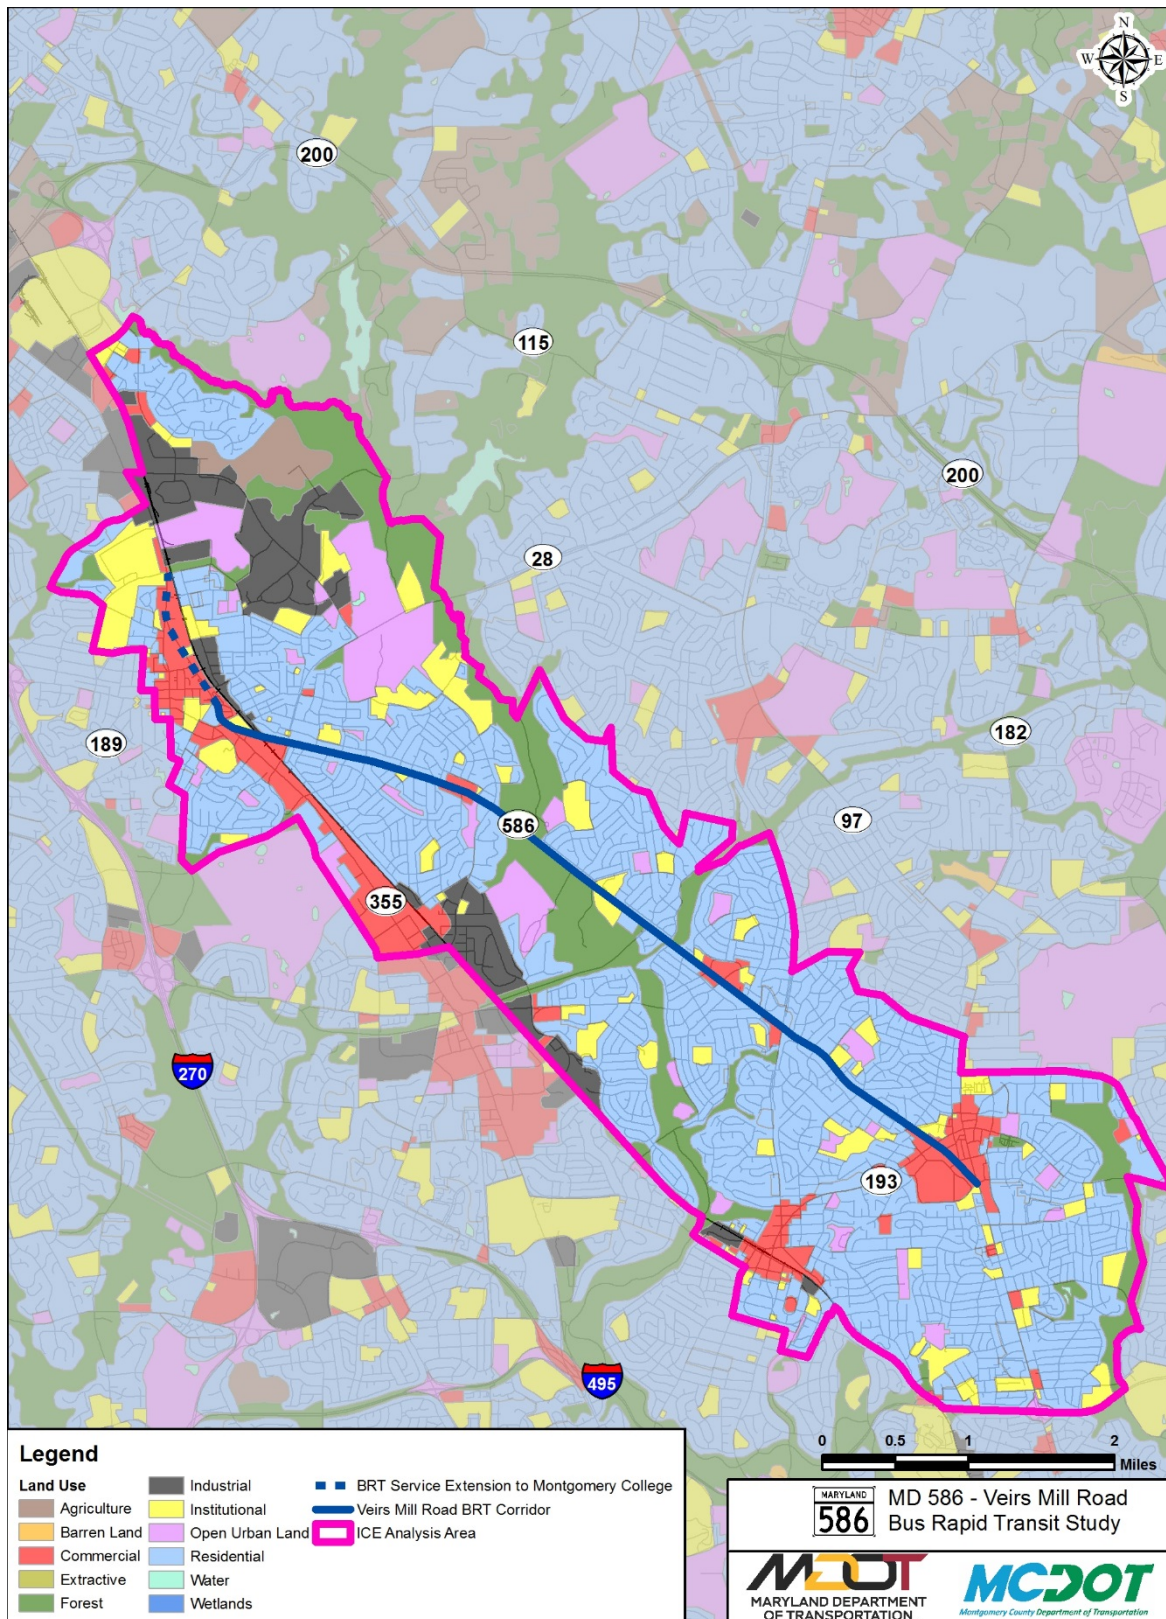 N
W E
S
200
115
200
28
189
182
97
586
355
270
193
495
0 0.5 1 2
Miles
Legend
Land Use
Agriculture
Barren Land
Commercial
Extractive
Forest
Industrial
Institutional
Open Urban Land
Residential
Water
Wetlands
BRT Service Extension to Montgomery College
Veirs Mill Road BRT Corridor
ICE Analysis Area
MARYLAND
586
MD 586 - Veirs Mill Road
Bus Rapid Transit Study
MDOT
MARYLAND DEPARTMENT
OF TRANSPORTATION
MCDOT
Montgomery County Department of Transportation